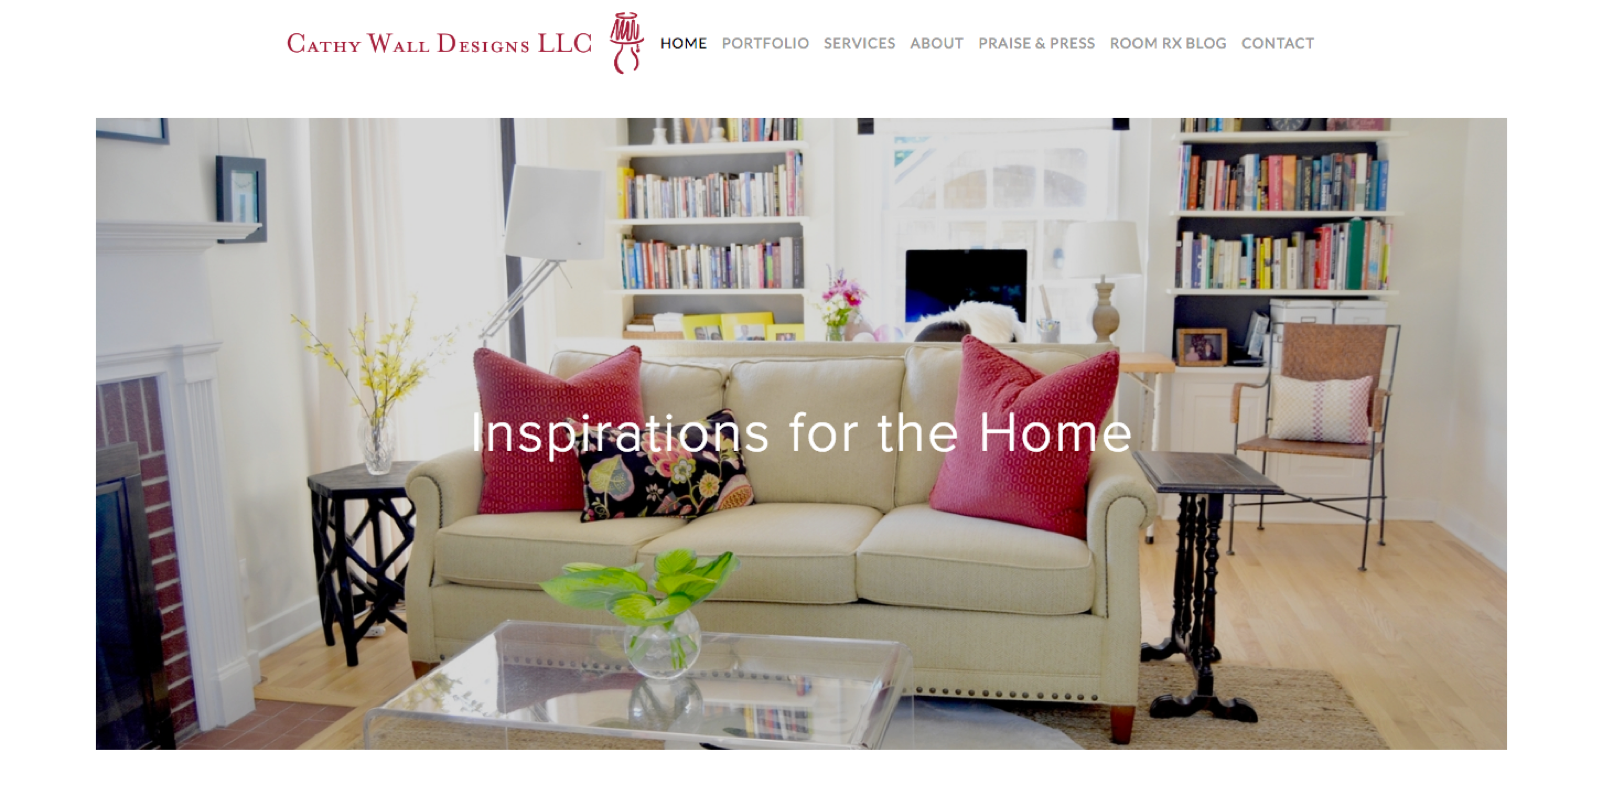 CATHY WALL DESIGNS LLC
HOME PORTFOLIO SERVICES ABOUT PRAISE & PRESS ROOM RX BLOG CONTACT
Inspirations for the Home